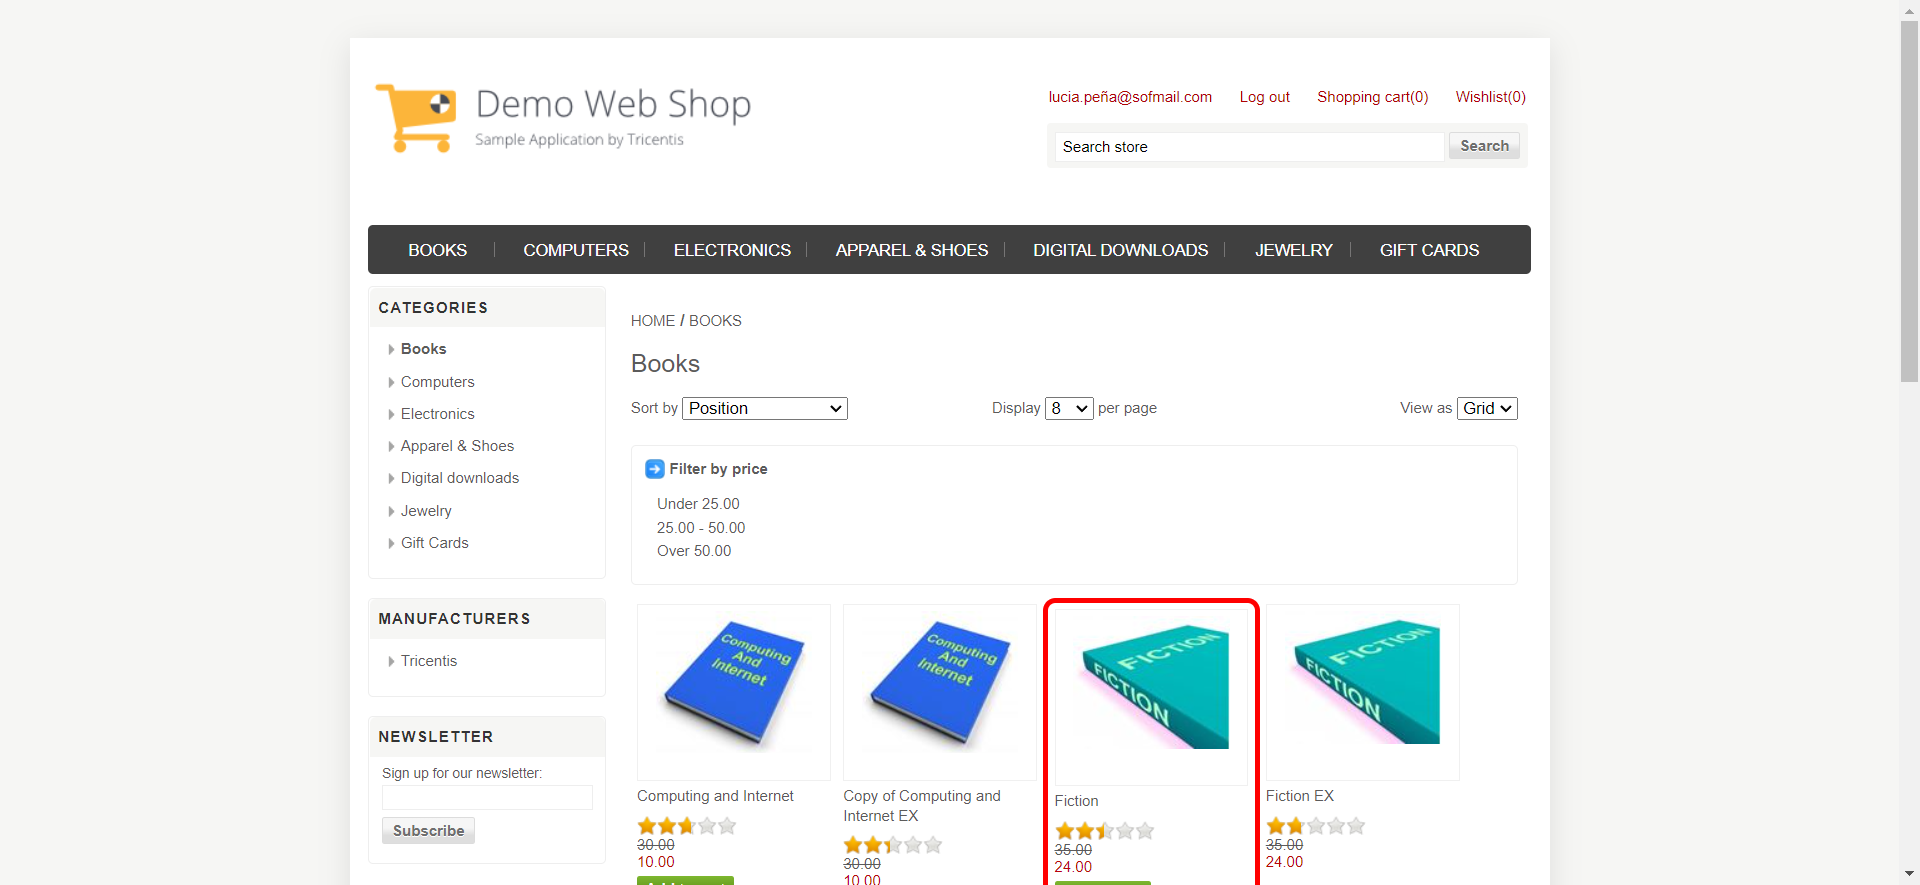 Demo Web Shop
Sample Application by Tricentis
lucia.peña@sofmail.com Log out Shopping cart(0) Wishlist(0)
Search store Search
BOOKS COMPUTERS ELECTRONICS APPAREL & SHOES DIGITAL DOWNLOADS JEWELRY GIFT CARDS
CATEGORIES
Books
Computers
Electronics
Apparel & Shoes
Digital downloads
Jewelry
Gift Cards
MANUFACTURERS
Tricentis
NEWSLETTER
Sign up for our newsletter:
Subscribe
HOME / BOOKS
Books
Sort by Position Display 8 per page View as Grid
Filter by price
Under 25.00
25.00 - 50.00
Over 50.00
Computing
And
Internet
Computing and Internet
30.00
10.00
Computing
And
Internet
Copy of Computing and
Internet EX
30.00
10.00
FICTION
FICTION
Fiction
35.00
24.00
FICTION
FICTION
Fiction EX
35.00
24.00